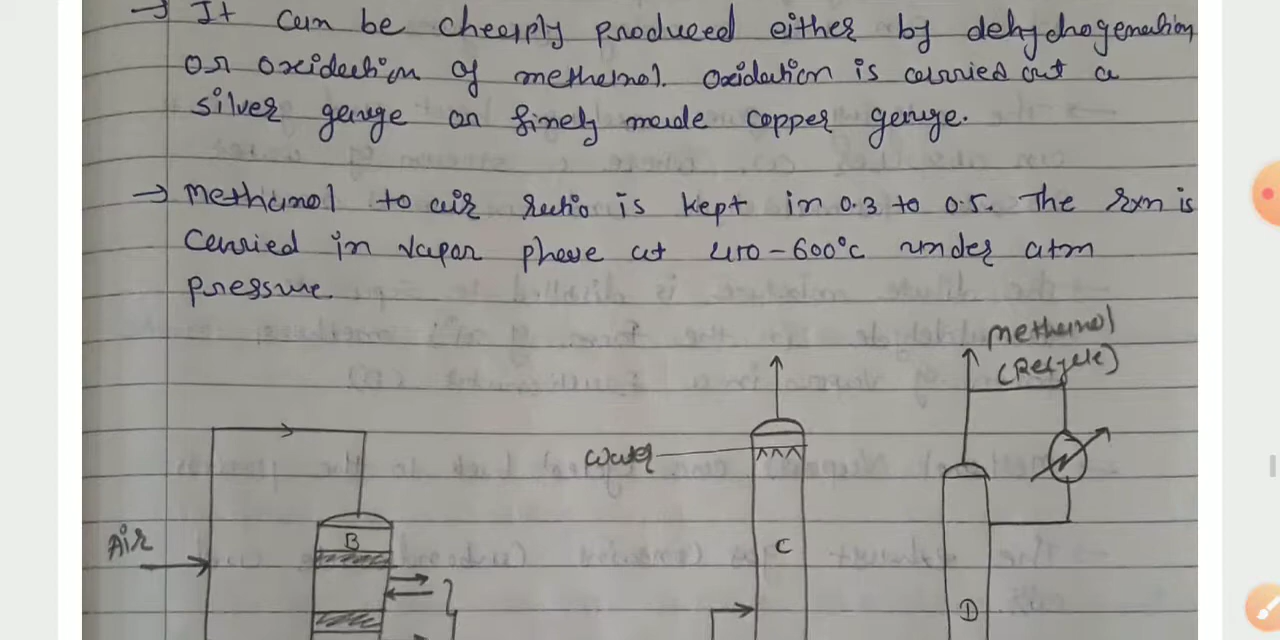 → It can be cheaply produced either by dehydrogenation
or oxidation of methanol. Oxidation is carried out a
silver gauge or finely made copper gauge.
→ Methanol to air ratio is kept in 0.3 to 0.5. The rxn is
carried in vapor phase at 450-600°c under atm
pressure.
methanol
(Recycle)
water
Air
B
C
D